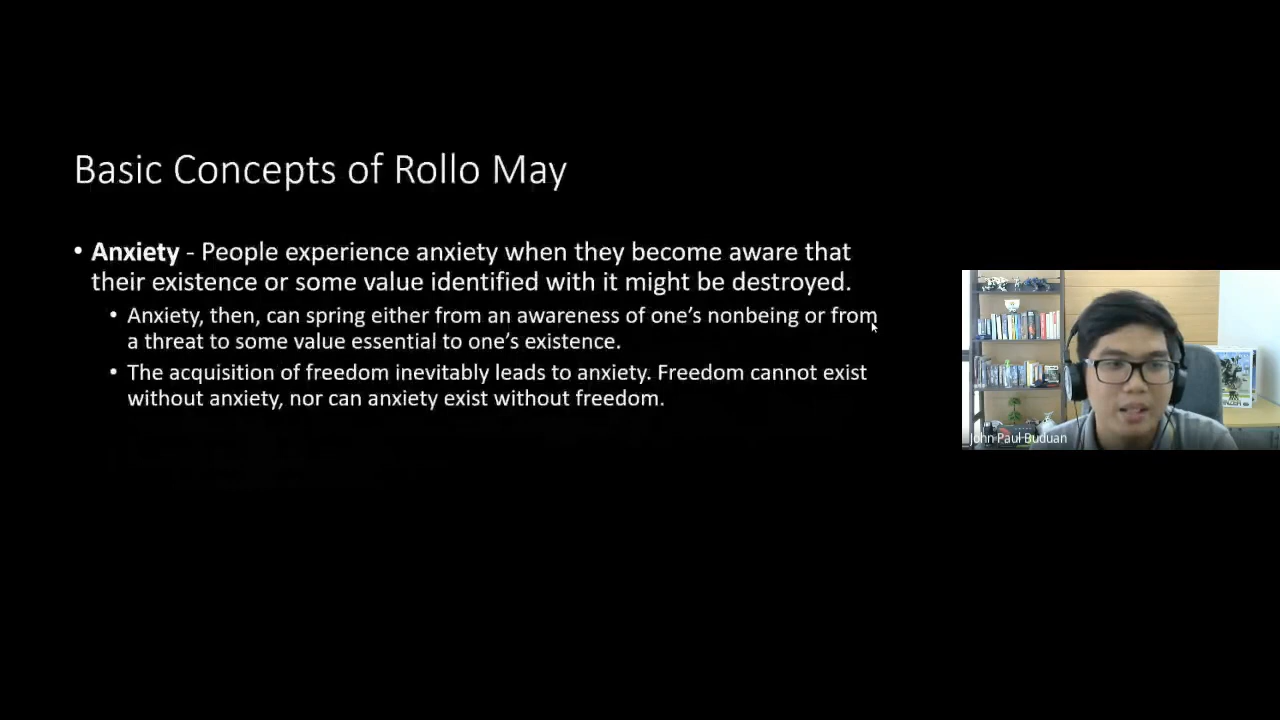 Basic Concepts of Rollo May
• Anxiety - People experience anxiety when they become aware that
their existence or some value identified with it might be destroyed.
• Anxiety, then, can spring either from an awareness of one’s nonbeing or from
a threat to some value essential to one’s existence.
• The acquisition of freedom inevitably leads to anxiety. Freedom cannot exist
without anxiety, nor can anxiety exist without freedom.
John Paul Buduan